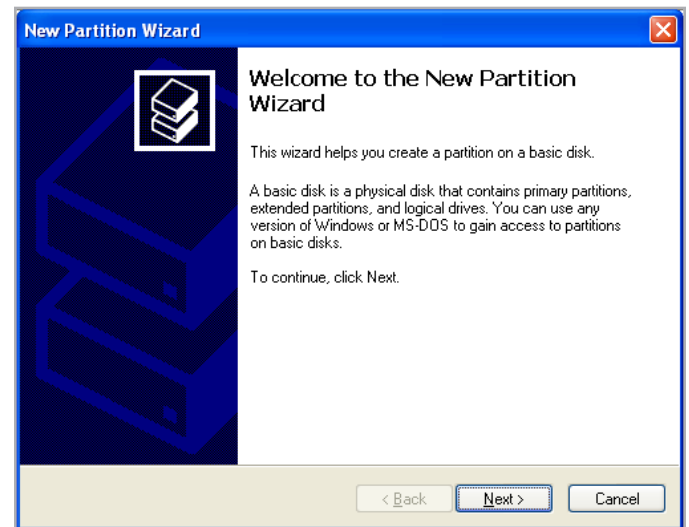 New Partition Wizard
Welcome to the New Partition
Wizard
This wizard helps you create a partition on a basic disk.
A basic disk is a physical disk that contains primary partitions,
extended partitions, and logical drives. You can use any
version of Windows or MS-DOS to gain access to partitions
on basic disks.
To continue, click Next.
< Back Next > Cancel